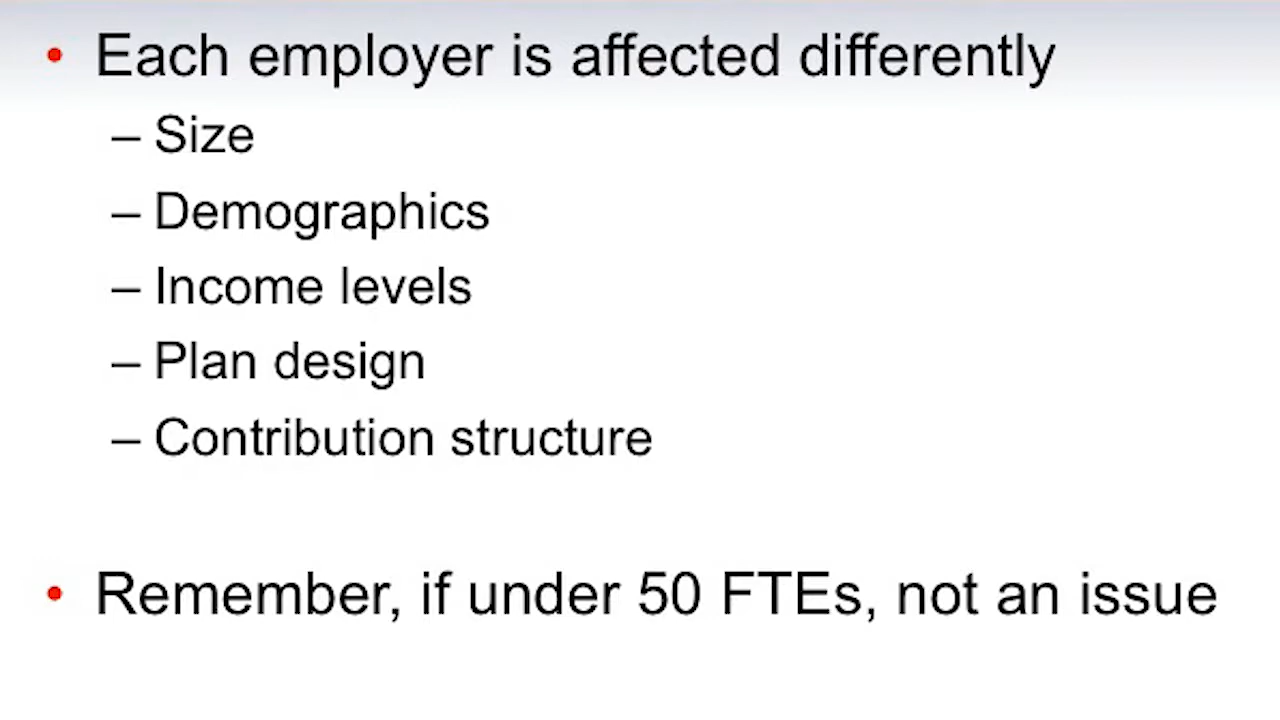 • Each employer is affected differently
– Size
– Demographics
– Income levels
– Plan design
– Contribution structure
• Remember, if under 50 FTEs, not an issue